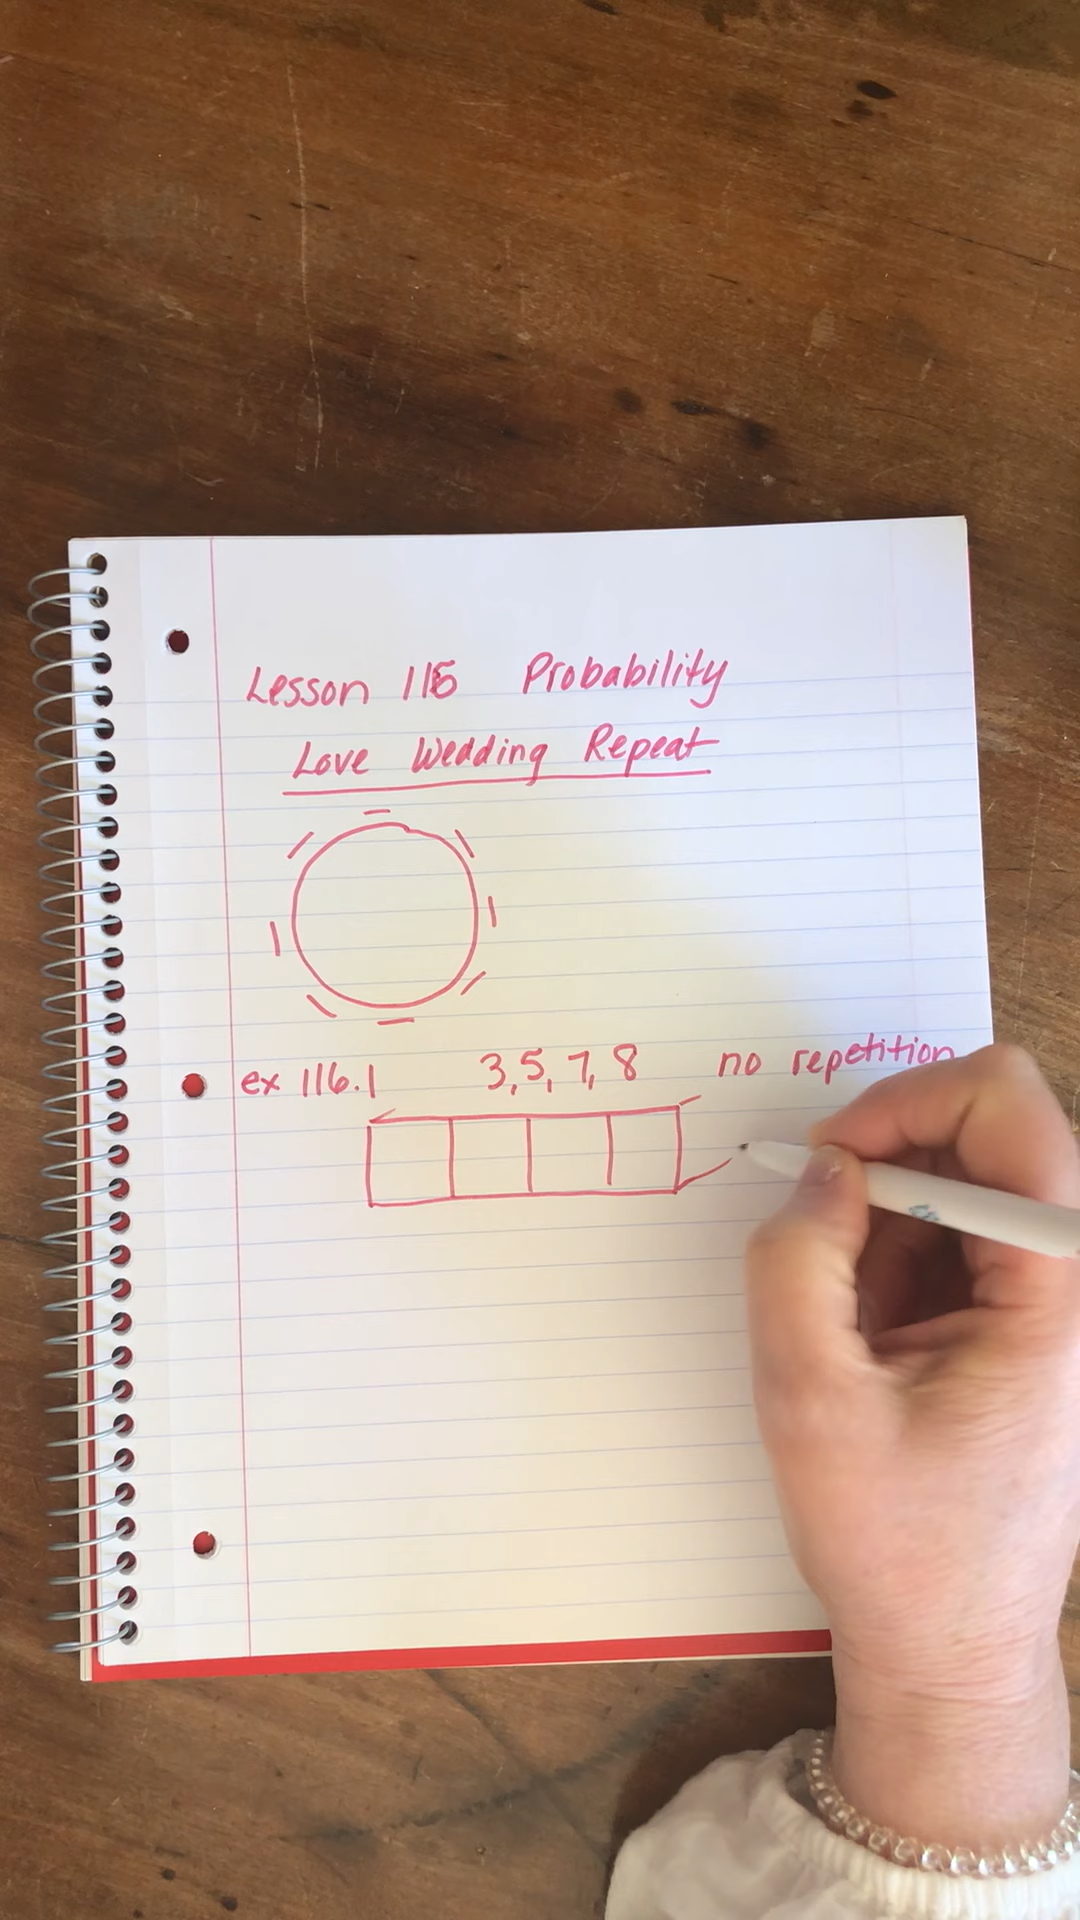 Lesson 116 Probability
Love Wedding Repeat
ex 116.1 3, 5, 7, 8 no repetition